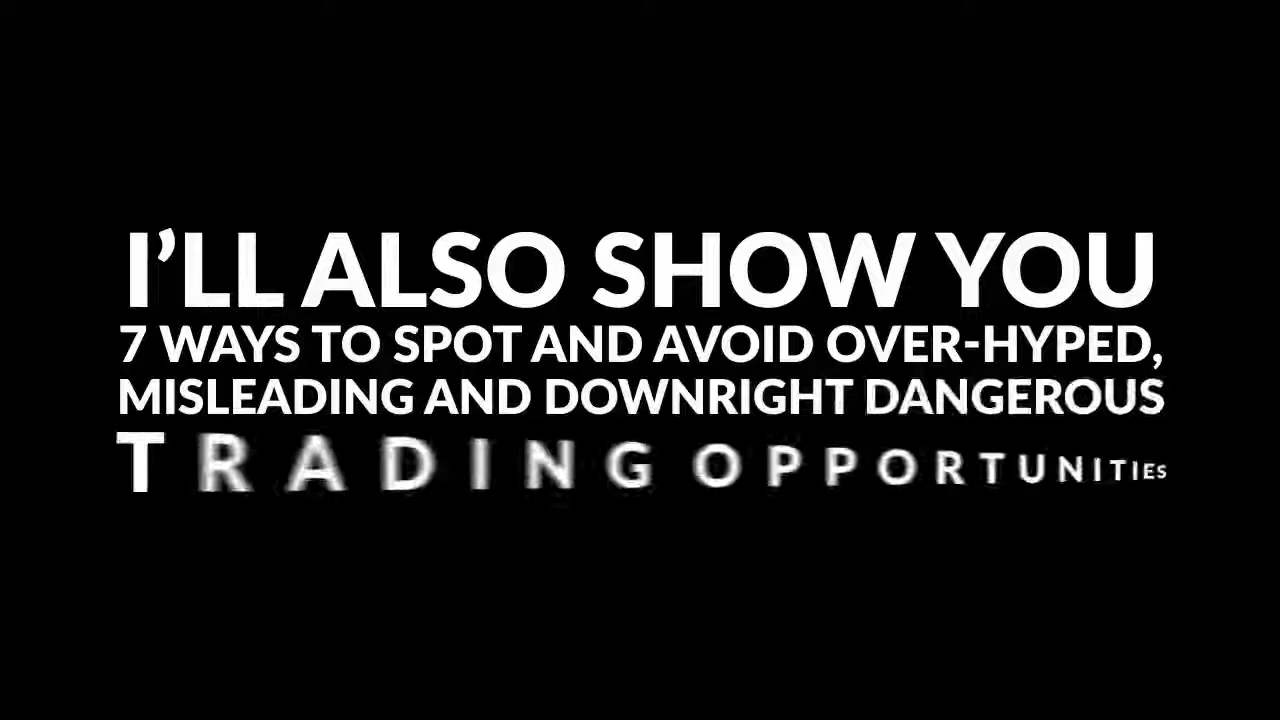 I’LL ALSO SHOW YOU
7 WAYS TO SPOT AND AVOID OVER-HYPED,
MISLEADING AND DOWNRIGHT DANGEROUS
TRADING OPPORTUNITIES